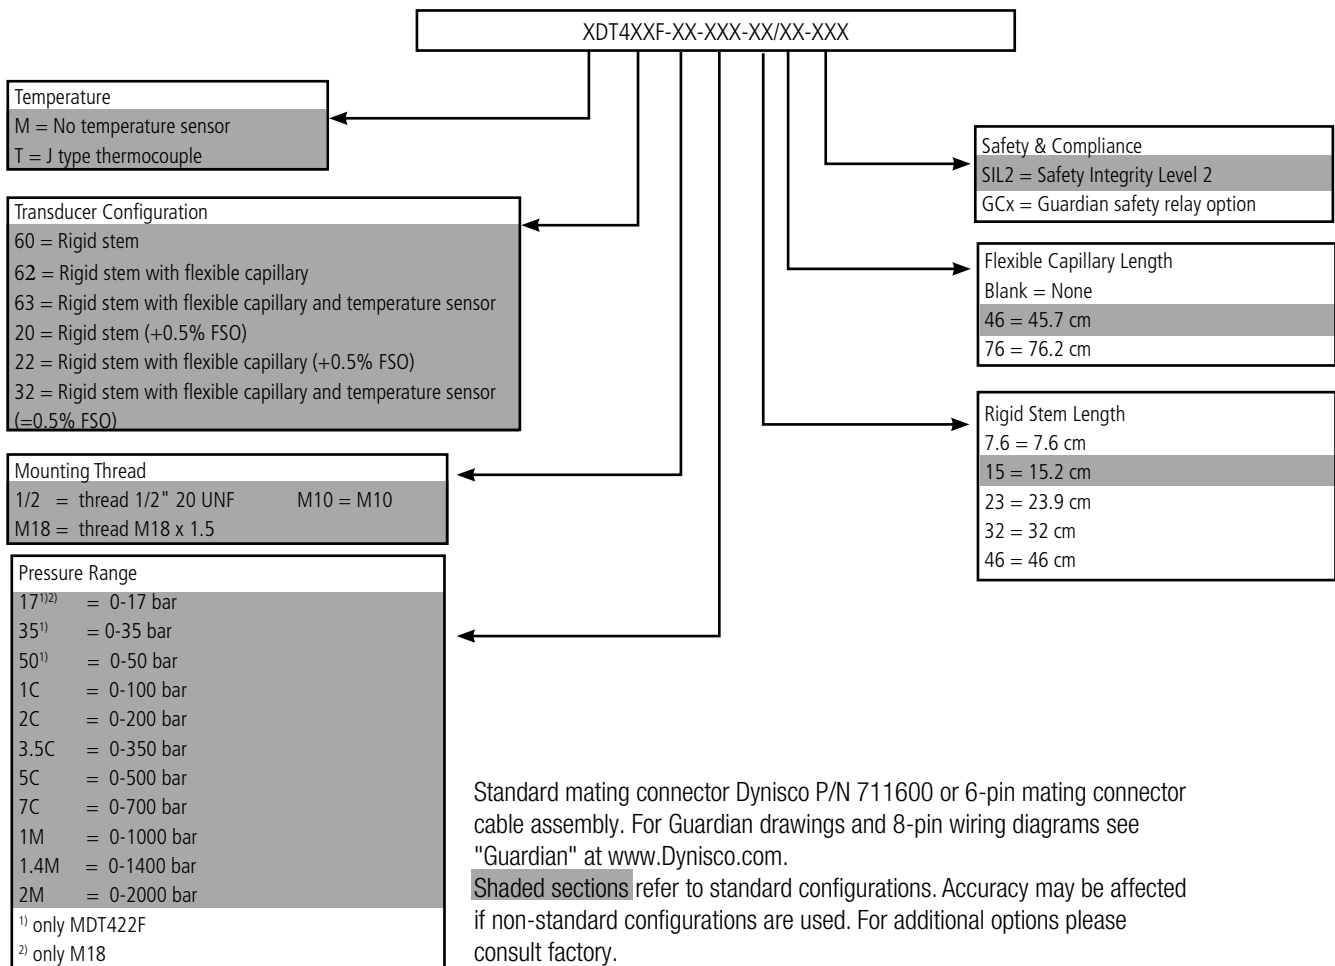 XDT4XXF-XX-XXX-XX/XX-XXX
Temperature
M = No temperature sensor
T = J type thermocouple
Transducer Configuration
60 = Rigid stem
62 = Rigid stem with flexible capillary
63 = Rigid stem with flexible capillary and temperature sensor
20 = Rigid stem (+0.5% FSO)
22 = Rigid stem with flexible capillary (+0.5% FSO)
32 = Rigid stem with flexible capillary and temperature sensor
(=0.5% FSO)
Mounting Thread
1/2 = thread 1/2" 20 UNF M10 = M10
M18 = thread M18 x 1.5
Pressure Range
17¹⁾²⁾ = 0-17 bar
35¹⁾ = 0-35 bar
50¹⁾ = 0-50 bar
1C = 0-100 bar
2C = 0-200 bar
3.5C = 0-350 bar
5C = 0-500 bar
7C = 0-700 bar
1M = 0-1000 bar
1.4M = 0-1400 bar
2M = 0-2000 bar
¹⁾ only MDT422F
²⁾ only M18
Safety & Compliance
SIL2 = Safety Integrity Level 2
GCx = Guardian safety relay option
Flexible Capillary Length
Blank = None
46 = 45.7 cm
76 = 76.2 cm
Rigid Stem Length
7.6 = 7.6 cm
15 = 15.2 cm
23 = 23.9 cm
32 = 32 cm
46 = 46 cm
Standard mating connector Dynisco P/N 711600 or 6-pin mating connector
cable assembly. For Guardian drawings and 8-pin wiring diagrams see
"Guardian" at www.Dynisco.com.
Shaded sections refer to standard configurations. Accuracy may be affected
if non-standard configurations are used. For additional options please
consult factory.